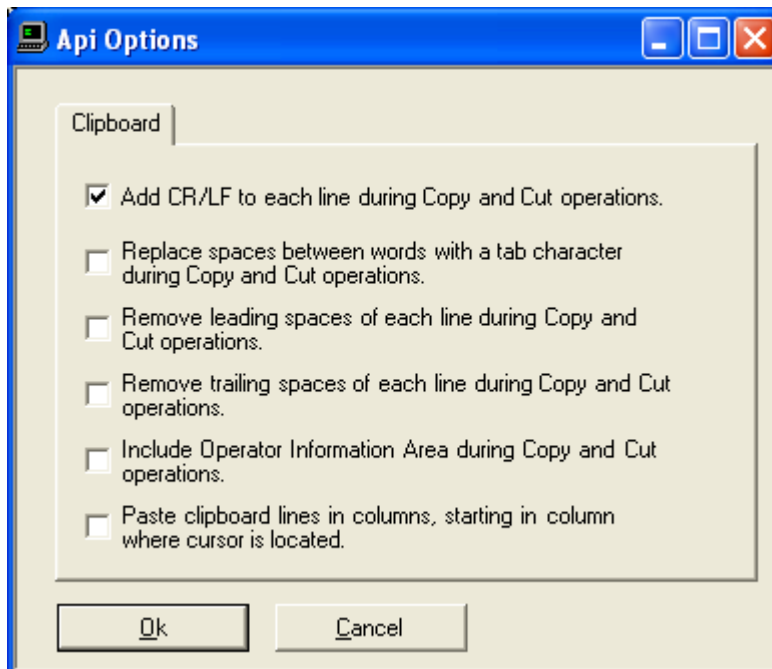 Api Options
Clipboard
Add CR/LF to each line during Copy and Cut operations.
Replace spaces between words with a tab character
during Copy and Cut operations.
Remove leading spaces of each line during Copy and
Cut operations.
Remove trailing spaces of each line during Copy and Cut
operations.
Include Operator Information Area during Copy and Cut
operations.
Paste clipboard lines in columns, starting in column
where cursor is located.
Ok
Cancel